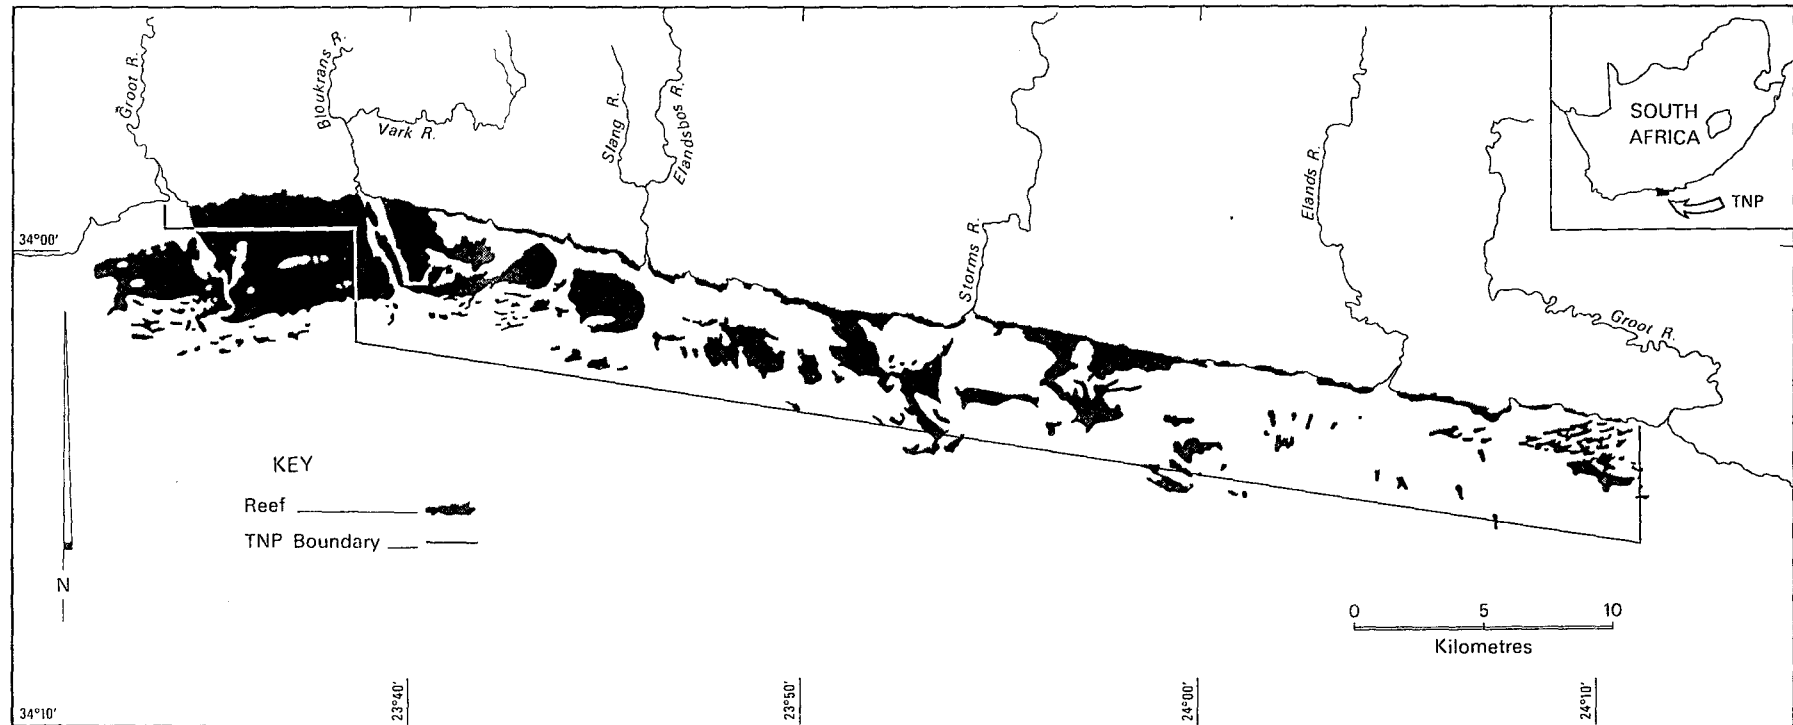 Groot R.
Bloukrans R.
Vark R.
Slang R.
Elandsbos R.
Storms R.
Elands R.
Groot R.
SOUTH
AFRICA
TNP
34°00'
KEY
Reef
TNP Boundary
N
0 5 10
Kilometres
34°10'
23°40'
23°50'
24°00'
24°10'